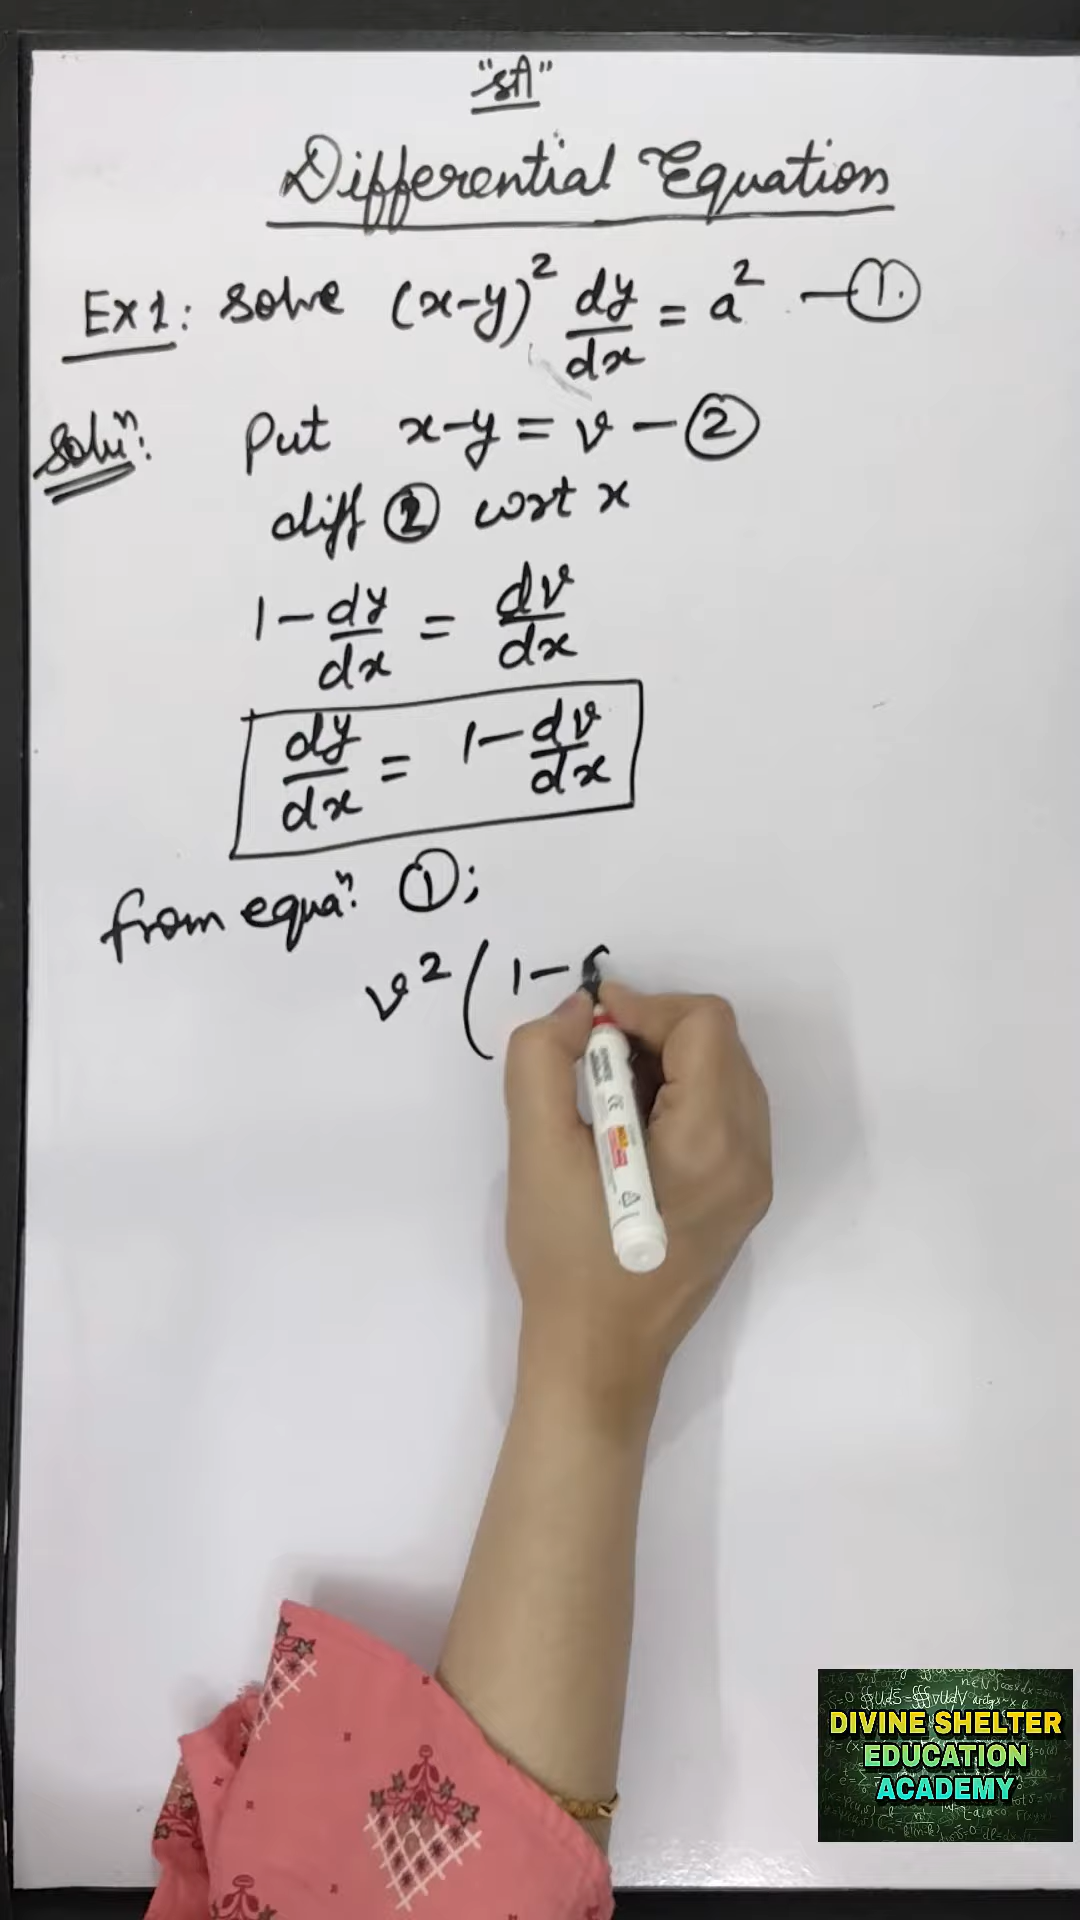 "SA"
Differential Equation
Ex1: Solve (x-y)² dy/dx = a² —①.
Soluⁿ: Put x-y = v —②
diff ② wrt x
1 - dy/dx = dv/dx
dy/dx = 1 - dv/dx
from equaⁿ. ①;
v² ( 1 -
DIVINE SHELTER
EDUCATION
ACADEMY